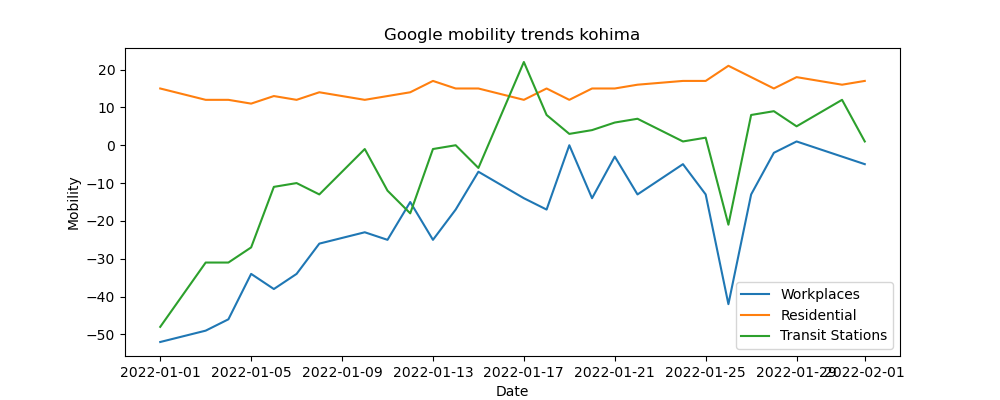 Google mobility trends kohima
Mobility
20
10
0
−10
−20
−30
−40
−50
Workplaces
Residential
Transit Stations
2022-01-01 2022-01-05 2022-01-09 2022-01-13 2022-01-17 2022-01-21 2022-01-25 2022-01-29 2022-02-01
Date